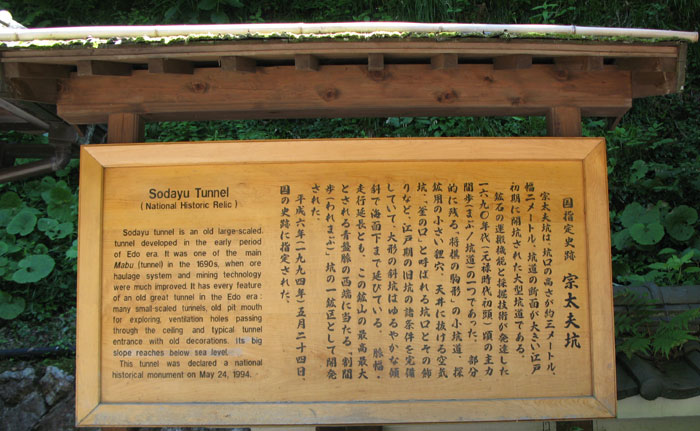 Sodayu Tunnel
( National Historic Relic )
Sodayu tunnel is an old large-scaled,
tunnel developed in the early period
of Edo era. It was one of the main
Mabu (tunnel) in the 1690s, when ore
haulage system and mining technology
were much improved. It has every feature
of an old great tunnel in the Edo era :
many small-scaled tunnels, old pit mouth
for exploring, ventilation holes passing
through the ceiling and typical tunnel
entrance with old decorations. Its big
slope reaches below sea level.
This tunnel was declared a national
historical monument on May 24, 1994.
国指定史跡 宗太夫坑
宗太夫坑は、坑口の高さが約三メートル、
幅二メートル、坑道の断面が大きい江戸
初期に開坑された大型坑道である。
鉱石の運搬機能と採掘技術が発達した
一六九〇年代(元禄時代初頭)頃の主力
間歩(まぶ/坑道)の一つであった。部分
的に残る、将棋の駒形の小坑道、探
鉱用の小さい狸穴、天井に抜ける空気
坑、「釜の口」と呼ばれる坑口とその飾
りなど、江戸期の旧坑の諸条件を完備
していて、大形の斜坑はゆるやかな傾
斜で海面下まで延びている。 脈幅・
走行延長とも、この鉱山の最高最大
とされる青盤脈の西端に当たる、割間
歩(われまぶ)坑の一鉱区として開発
された。
平成六年(一九九四年)五月二十四日、
国の史跡に指定された。